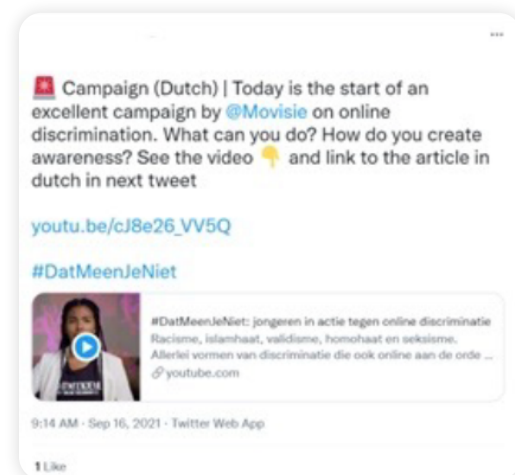 Campaign (Dutch) | Today is the start of an
excellent campaign by @Movisie on online
discrimination. What can you do? How do you create
awareness? See the video 👇 and link to the article in
dutch in next tweet
youtu.be/cJ8e26_VV5Q
#DatMeenJeNiet
#DatMeenJeNiet: jongeren in actie tegen online discriminatie
Racisme, islamhaat, validisme, homohaat en seksisme.
Allerlei vormen van discriminatie die ook online aan de orde ...
youtube.com
9:14 AM · Sep 16, 2021 · Twitter Web App
1 Like